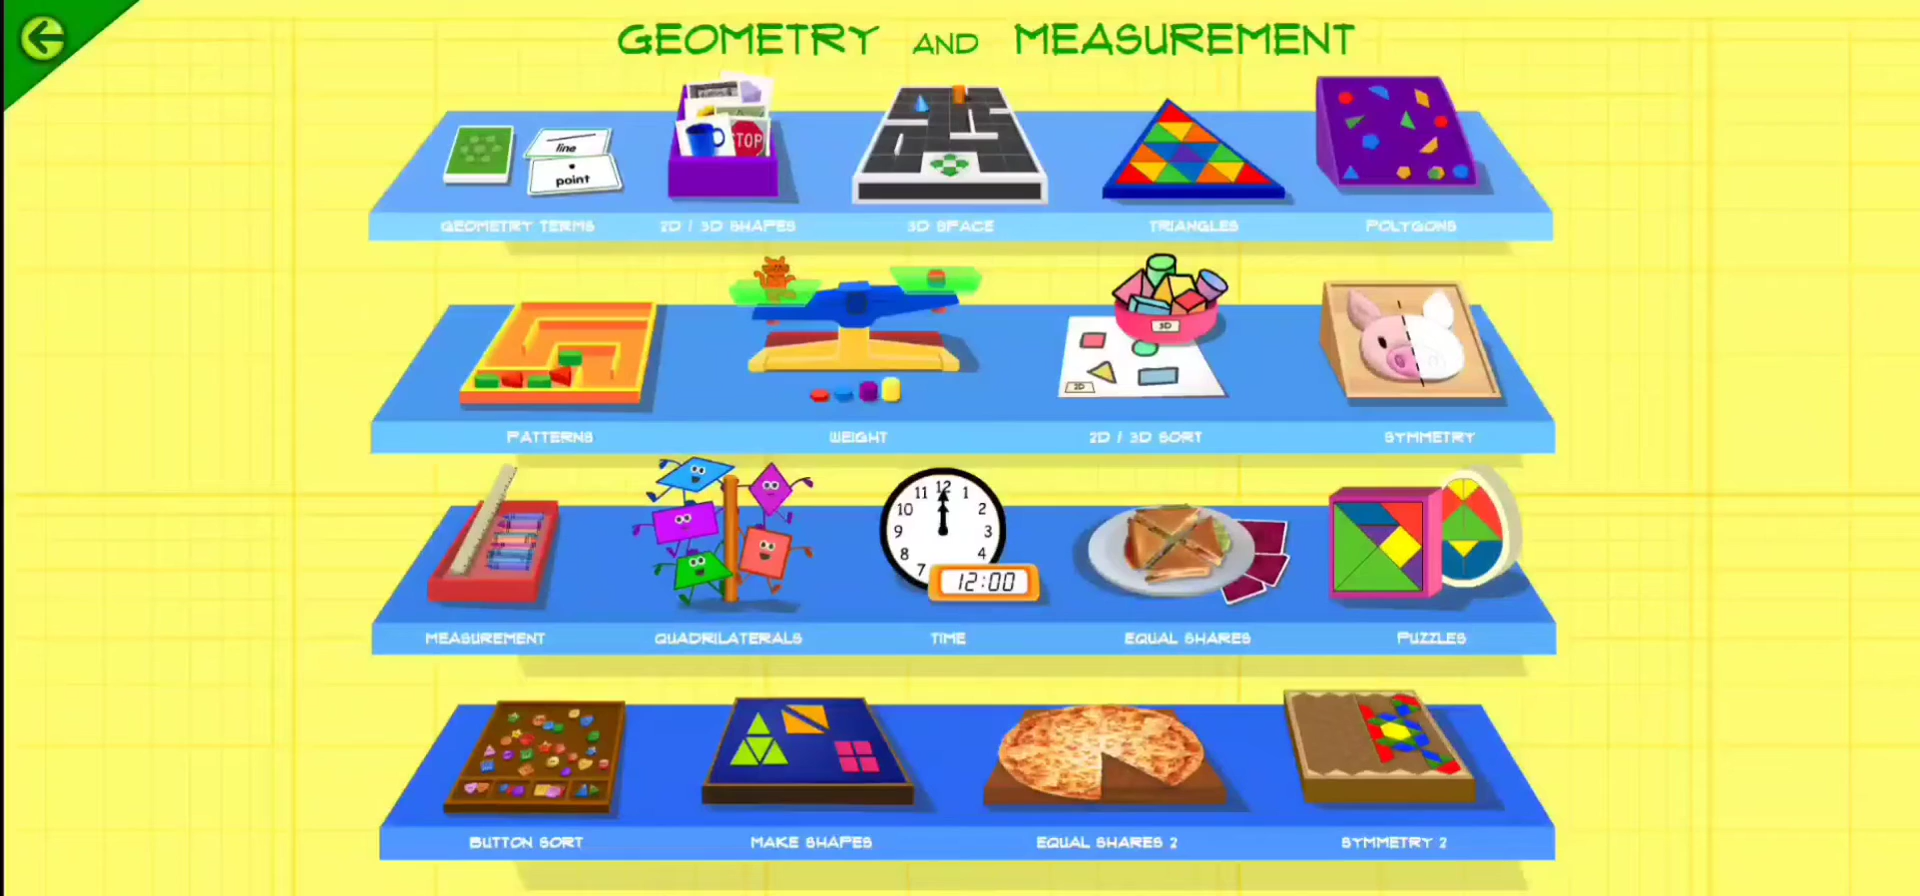 GEOMETRY AND MEASUREMENT
line
point
STOP
GEOMETRY TERMS
2D / 3D SHAPES
3D SPACE
TRIANGLES
POLYGONS
3D
2D
PATTERNS
WEIGHT
2D / 3D SORT
SYMMETRY
11 12 1
10 2
9 3
8 4
7
12:00
MEASUREMENT
QUADRILATERALS
TIME
EQUAL SHARES
PUZZLES
BUTTON SORT
MAKE SHAPES
EQUAL SHARES 2
SYMMETRY 2